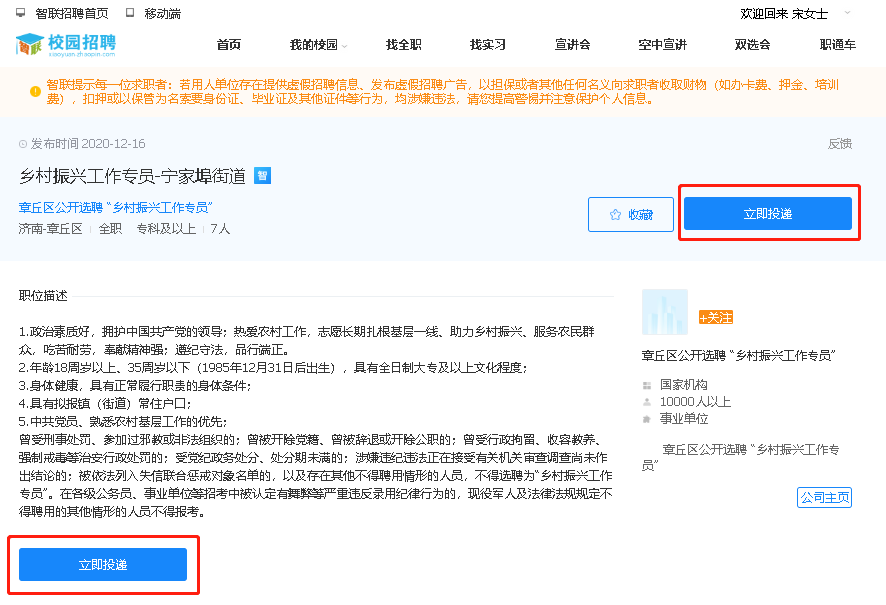 智联招聘首页 移动端 欢迎回来 宋女士
校园招聘 首页 我的校园 找全职 找实习 宣讲会 空中宣讲 双选会 职通车
xiaoyuan.zhaopin.com
智联提示每一位求职者：若用人单位存在提供虚假招聘信息、发布虚假招聘广告，以担保或者其他任何名义向求职者收取财物（如办卡费、押金、培训
费），扣押或以保管为名索要身份证、毕业证及其他证件等行为，均涉嫌违法，请您提高警惕并注意保护个人信息。
发布时间 2020-12-16 反馈
乡村振兴工作专员-宁家埠街道 智
章丘区公开选聘 “乡村振兴工作专员”
济南-章丘区 全职 专科及以上 7人
收藏 立即投递
职位描述
1.政治素质好，拥护中国共产党的领导；热爱农村工作，志愿长期扎根基层一线、助力乡村振兴、服务农民群
众，吃苦耐劳，奉献精神强；遵纪守法，品行端正。
2.年龄18周岁以上、35周岁以下（1985年12月31日后出生），具有全日制大专及以上文化程度；
3.身体健康，具有正常履行职责的身体条件；
4.具有拟报镇（街道）常住户口；
5.中共党员、熟悉农村基层工作的优先；
曾受刑事处罚、参加过邪教或非法组织的；曾被开除党籍、曾被辞退或开除公职的；曾受行政拘留、收容教养、
强制戒毒等治安行政处罚的；受党纪政务处分、处分期未满的；涉嫌违纪违法正在接受有关机关审查调查尚未作
出结论的；被依法列入失信联合惩戒对象名单的，以及存在其他不得聘用情形的人员，不得选聘为“乡村振兴工作
专员”。在各级公务员、事业单位等招考中被认定有舞弊等严重违反录用纪律行为的，现役军人及法律法规规定不
得聘用的其他情形的人员不得报考。
立即投递
+关注
章丘区公开选聘 “乡村振兴工作专员”
国家机构
10000人以上
事业单位
章丘区公开选聘 “乡村振兴工作专
员”
公司主页